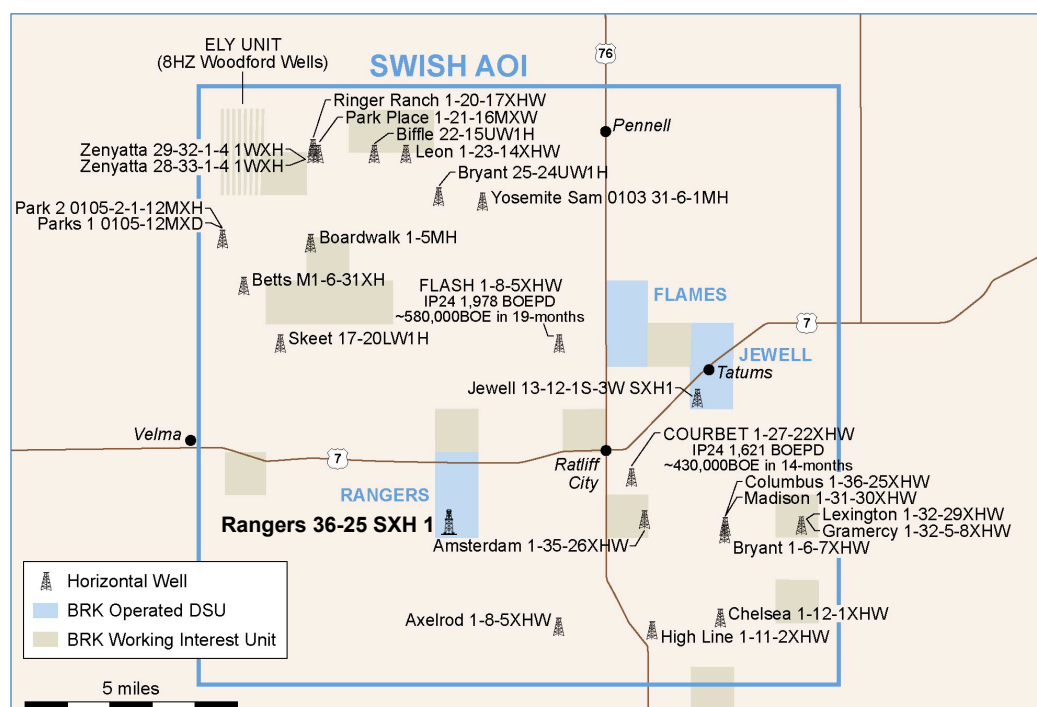 ELY UNIT
(8HZ Woodford Wells)
SWISH AOI
76
Ringer Ranch 1-20-17XHW
Park Place 1-21-16MXW
Biffle 22-15UW1H
Pennell
Zenyatta 29-32-1-4 1WXH
Leon 1-23-14XHW
Zenyatta 28-33-1-4 1WXH
Bryant 25-24UW1H
Yosemite Sam 0103 31-6-1MH
Park 2 0105-2-1-12MXH
Parks 1 0105-12MXD
Boardwalk 1-5MH
Betts M1-6-31XH
FLASH 1-8-5XHW
IP24 1,978 BOEPD
~580,000BOE in 19-months
FLAMES
7
Skeet 17-20LW1H
JEWELL
Tatums
Jewell 13-12-1S-3W SXH1
Velma
COURBET 1-27-22XHW
IP24 1,621 BOEPD
~430,000BOE in 14-months
7
Ratliff
City
Columbus 1-36-25XHW
RANGERS
Madison 1-31-30XHW
Rangers 36-25 SXH 1
Lexington 1-32-29XHW
Gramercy 1-32-5-8XHW
Amsterdam 1-35-26XHW
Bryant 1-6-7XHW
Horizontal Well
BRK Operated DSU
BRK Working Interest Unit
Axelrod 1-8-5XHW
Chelsea 1-12-1XHW
High Line 1-11-2XHW
5 miles